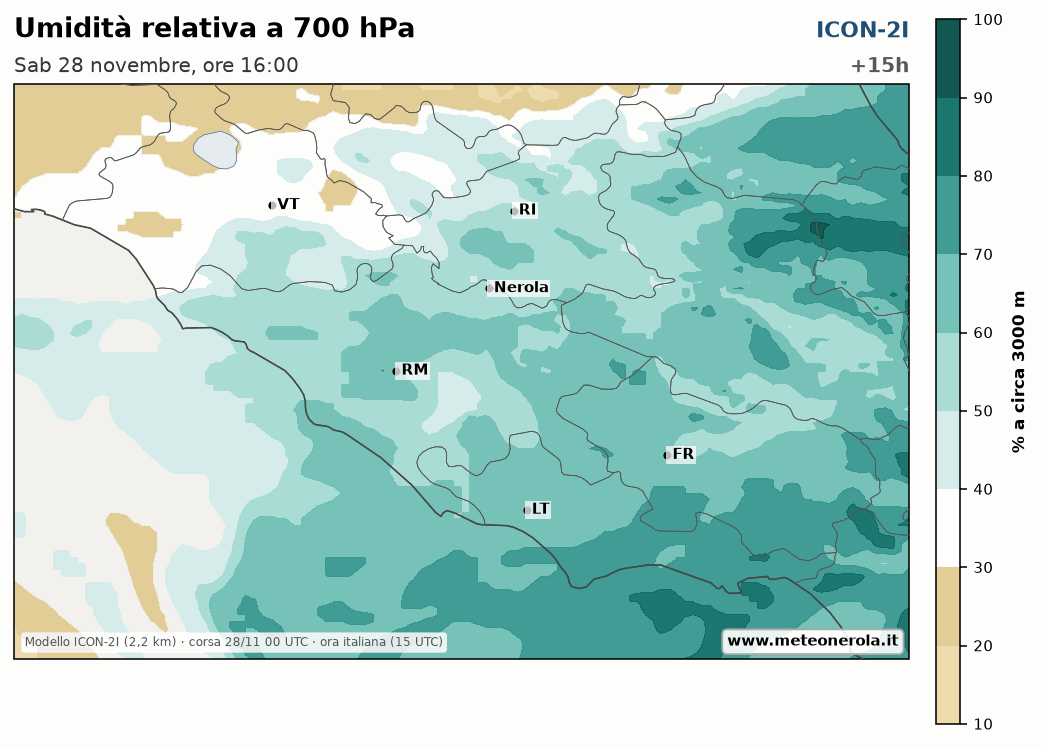 Umidità relativa a 700 hPa
ICON-2I
Sab 28 novembre, ore 16:00
+15h
100
90
80
70
60
50
40
30
20
10
% a circa 3000 m
VT
RI
Nerola
RM
FR
LT
Modello ICON-2I (2,2 km) · corsa 28/11 00 UTC · ora italiana (15 UTC)
www.meteonerola.it